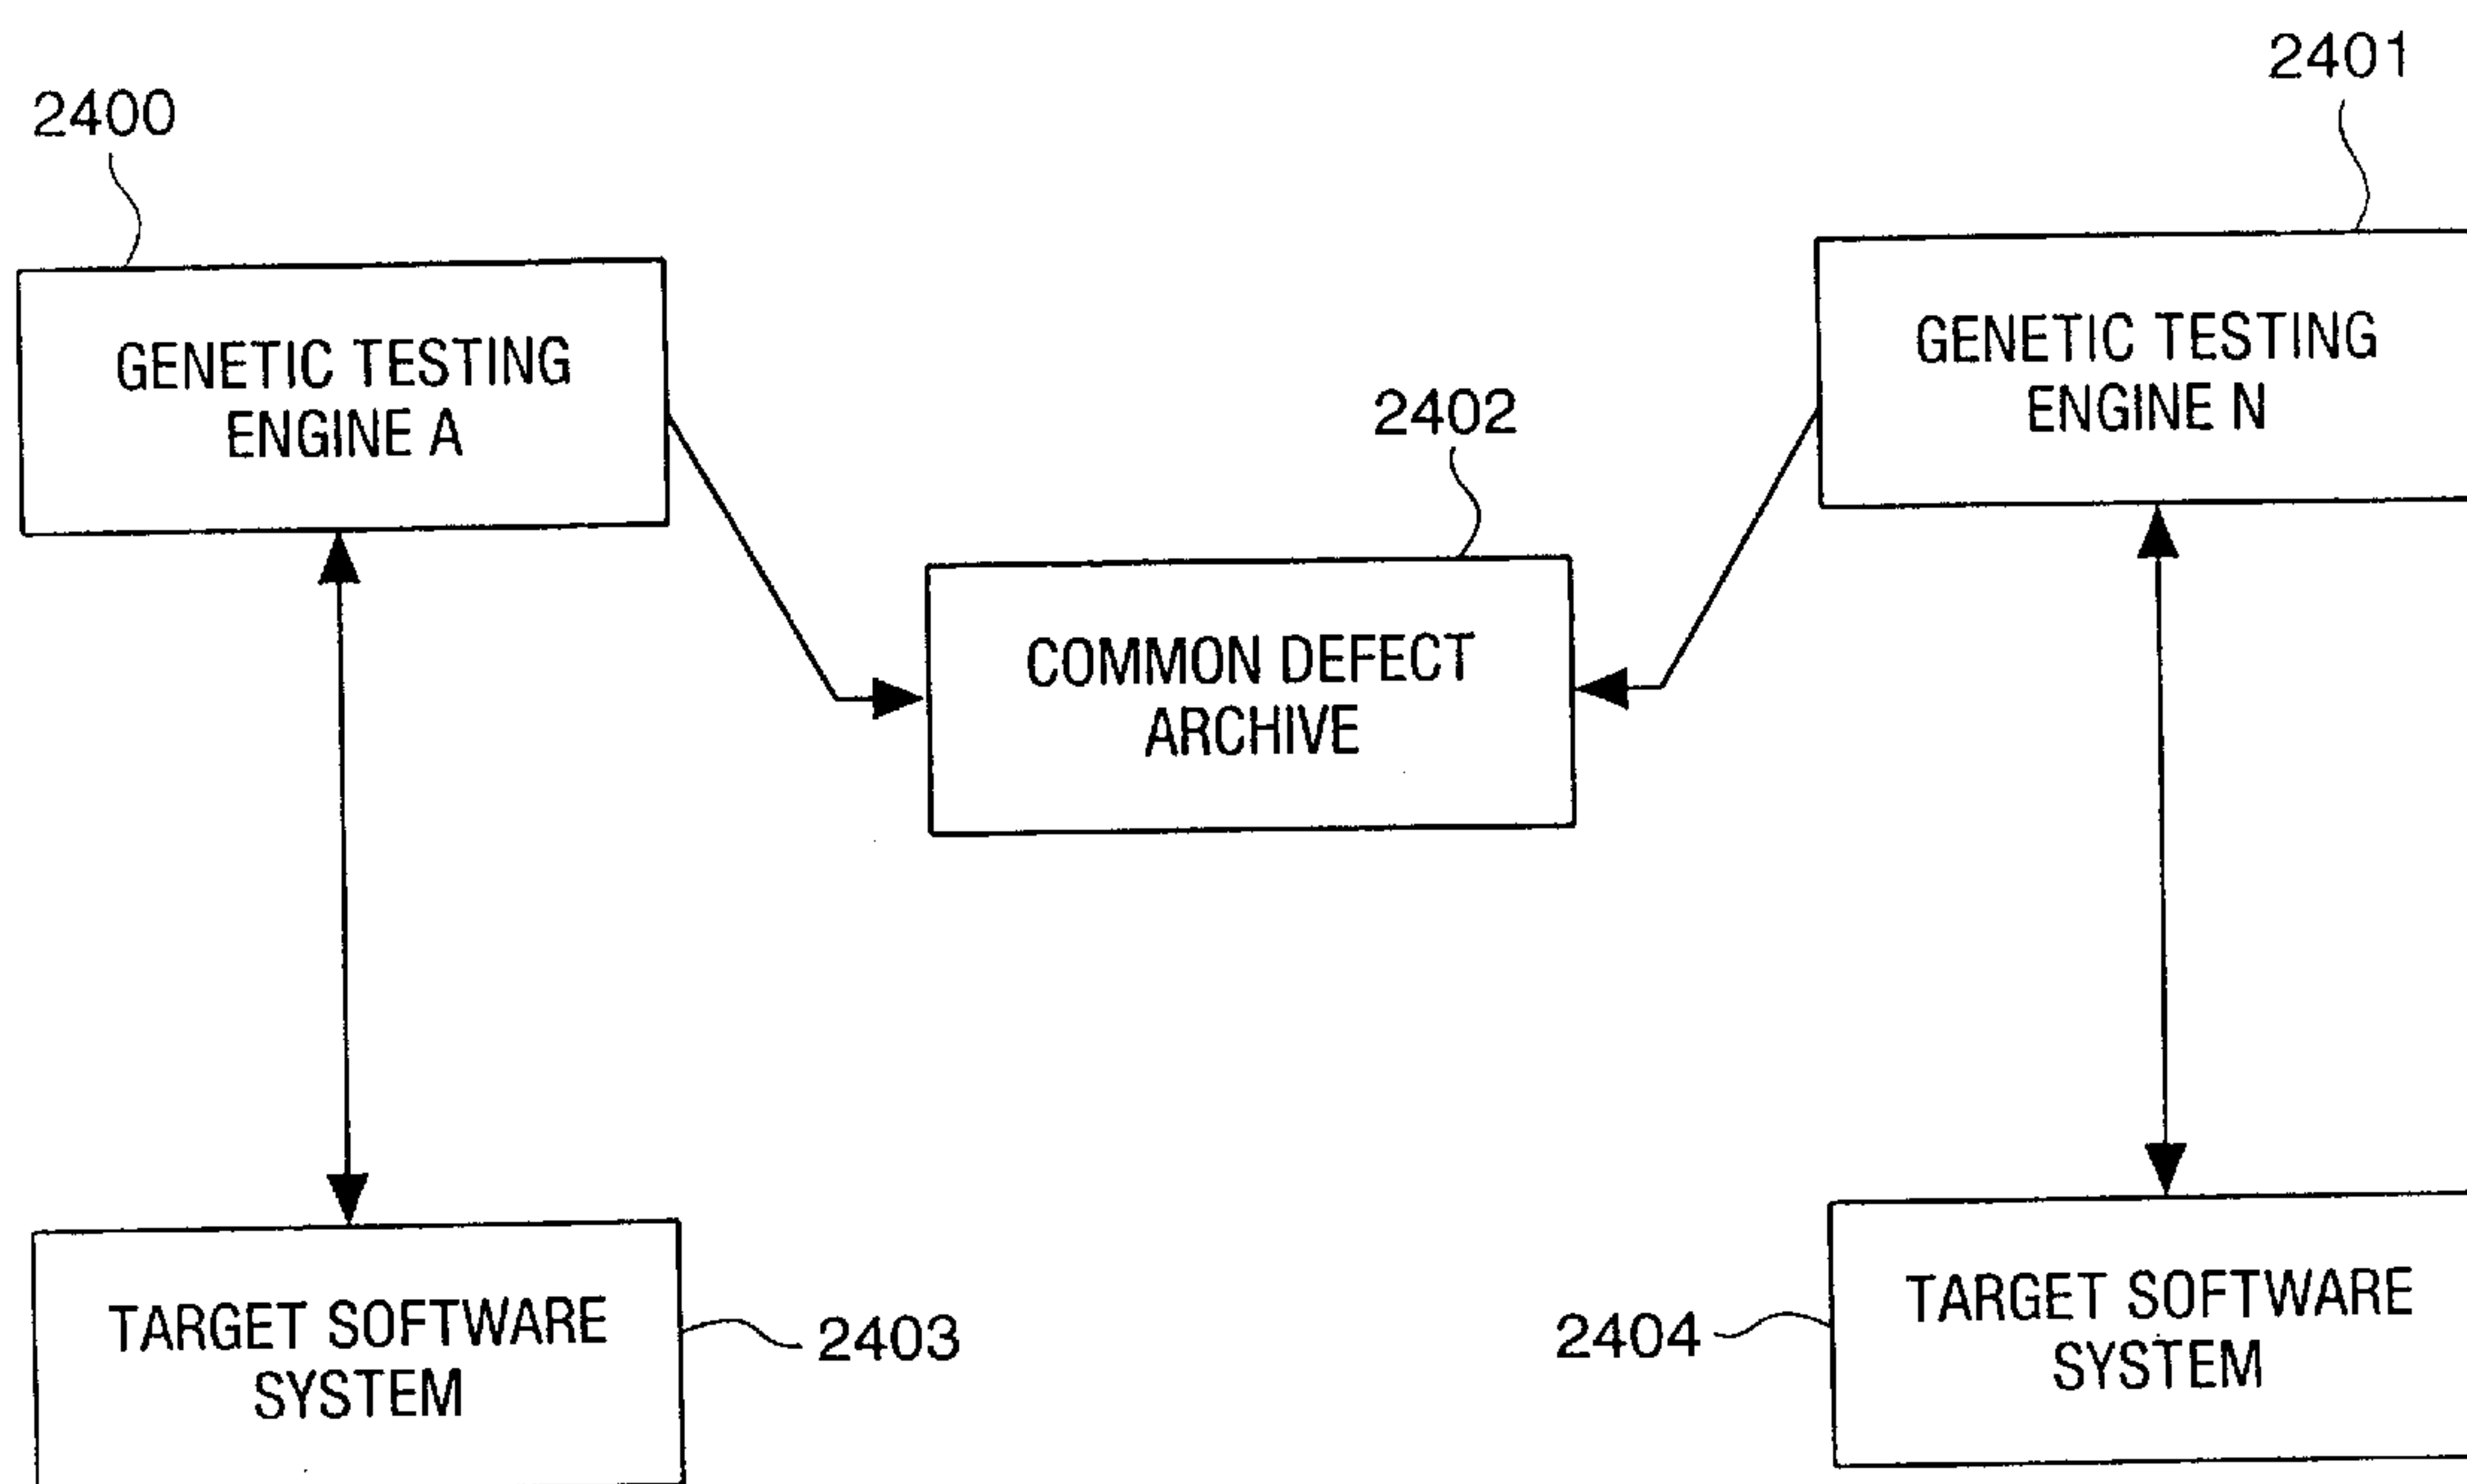 2400
2401
GENETIC TESTING
ENGINE A
GENETIC TESTING
ENGINE N
2402
COMMON DEFECT
ARCHIVE
TARGET SOFTWARE
SYSTEM
2403
2404
TARGET SOFTWARE
SYSTEM